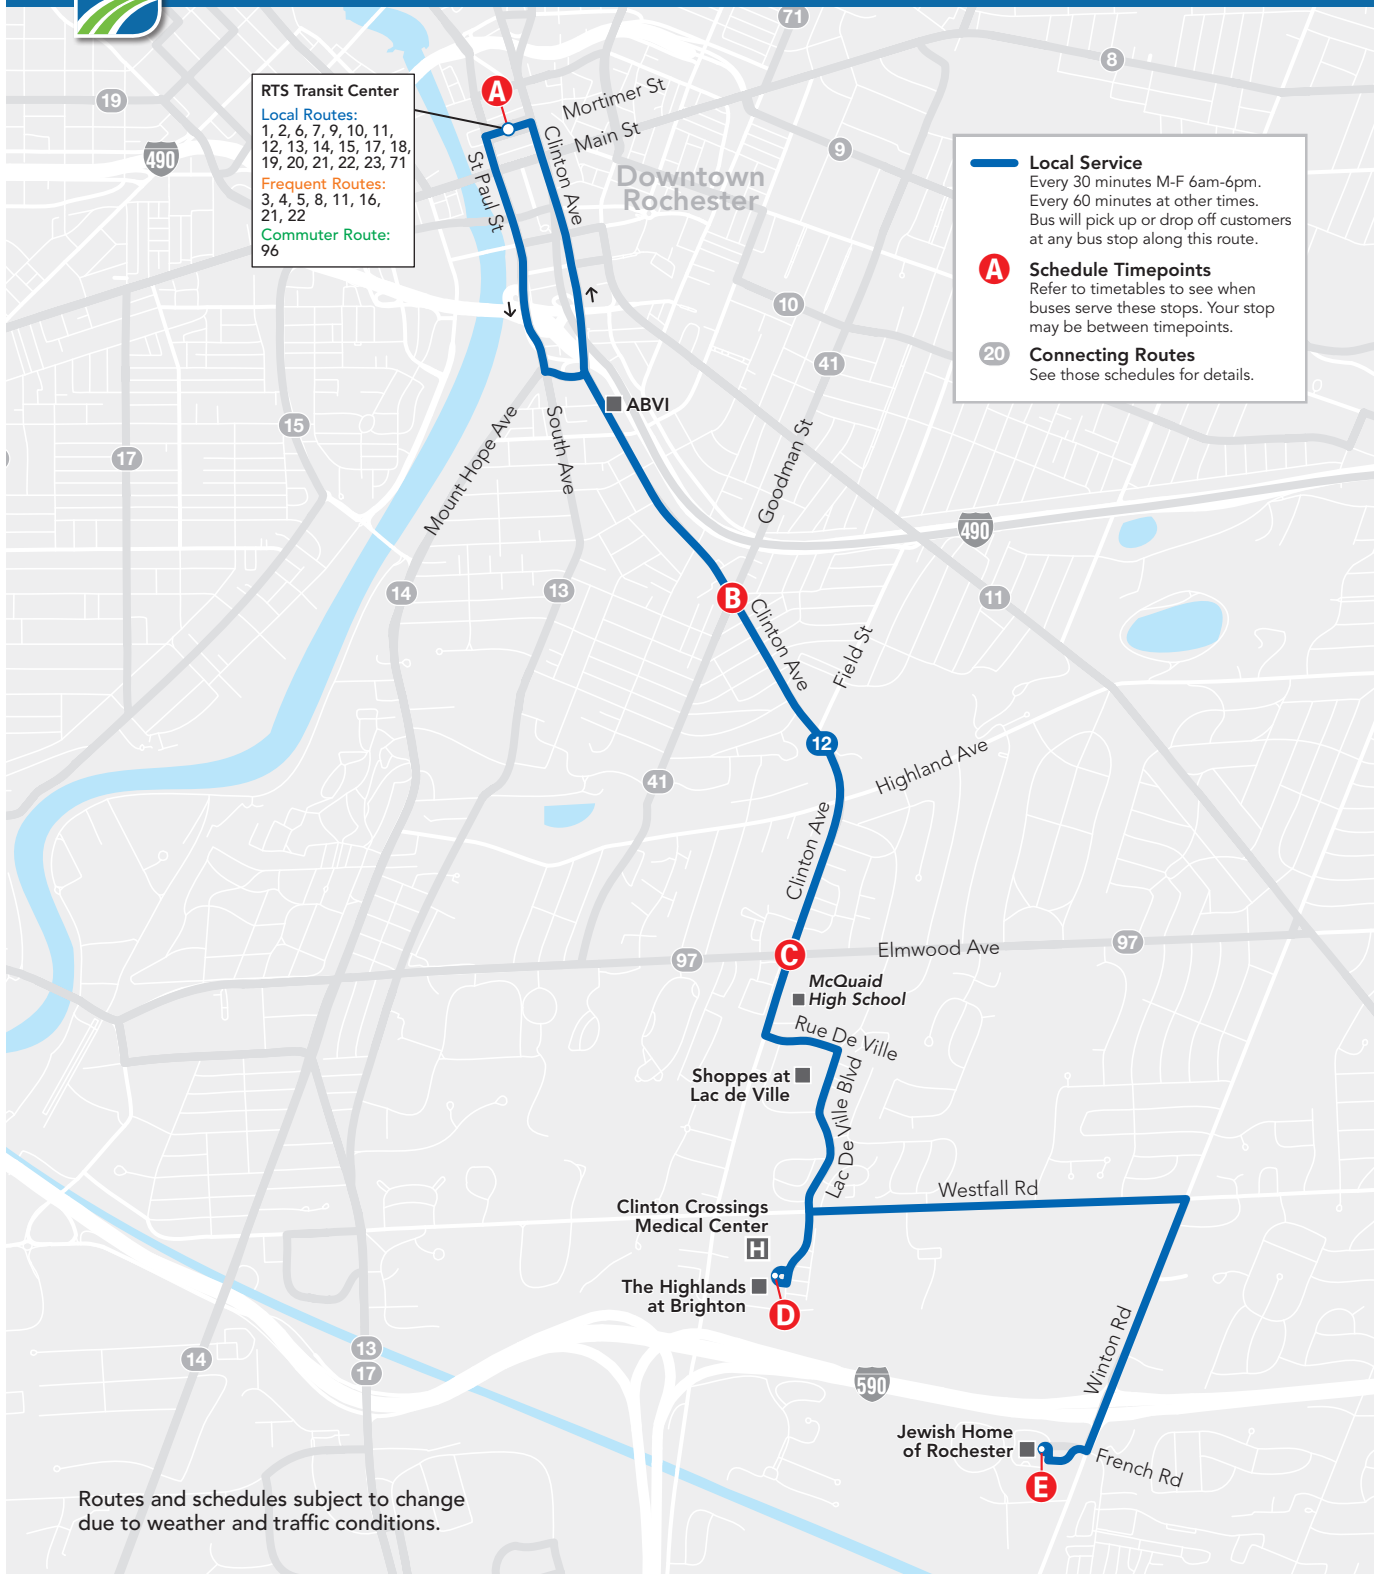 71
8
RTS Transit Center
Local Routes:
1, 2, 6, 7, 9, 10, 11,
12, 13, 14, 15, 17, 18,
19, 20, 21, 22, 23, 71
Frequent Routes:
3, 4, 5, 8, 11, 16,
21, 22
Commuter Route:
96
A
Mortimer St
Main St
19
490
9
St Paul St
Clinton Ave
Downtown
Rochester
Local Service
Every 30 minutes M-F 6am-6pm.
Every 60 minutes at other times.
Bus will pick up or drop off customers
at any bus stop along this route.
A
Schedule Timepoints
Refer to timetables to see when
buses serve these stops. Your stop
may be between timepoints.
20
Connecting Routes
See those schedules for details.
10
41
ABVI
15
17
Mount Hope Ave
South Ave
Goodman St
490
14
13
B
11
Clinton Ave
Field St
12
Highland Ave
41
Clinton Ave
97
C
Elmwood Ave
97
McQuaid
High School
Rue De Ville
Shoppes at
Lac de Ville
Lac De Ville Blvd
Westfall Rd
Clinton Crossings
Medical Center
H
The Highlands
at Brighton
D
13
17
14
590
Winton Rd
Jewish Home
of Rochester
French Rd
E
Routes and schedules subject to change
due to weather and traffic conditions.